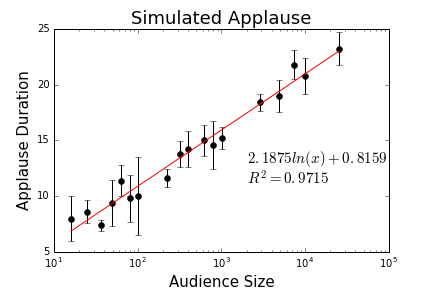 Simulated Applause
25
20
15
10
5
Applause Duration
2.1875ln(x)+0.8159
R²=0.9715
10¹ 10² 10³ 10⁴ 10⁵
Audience Size